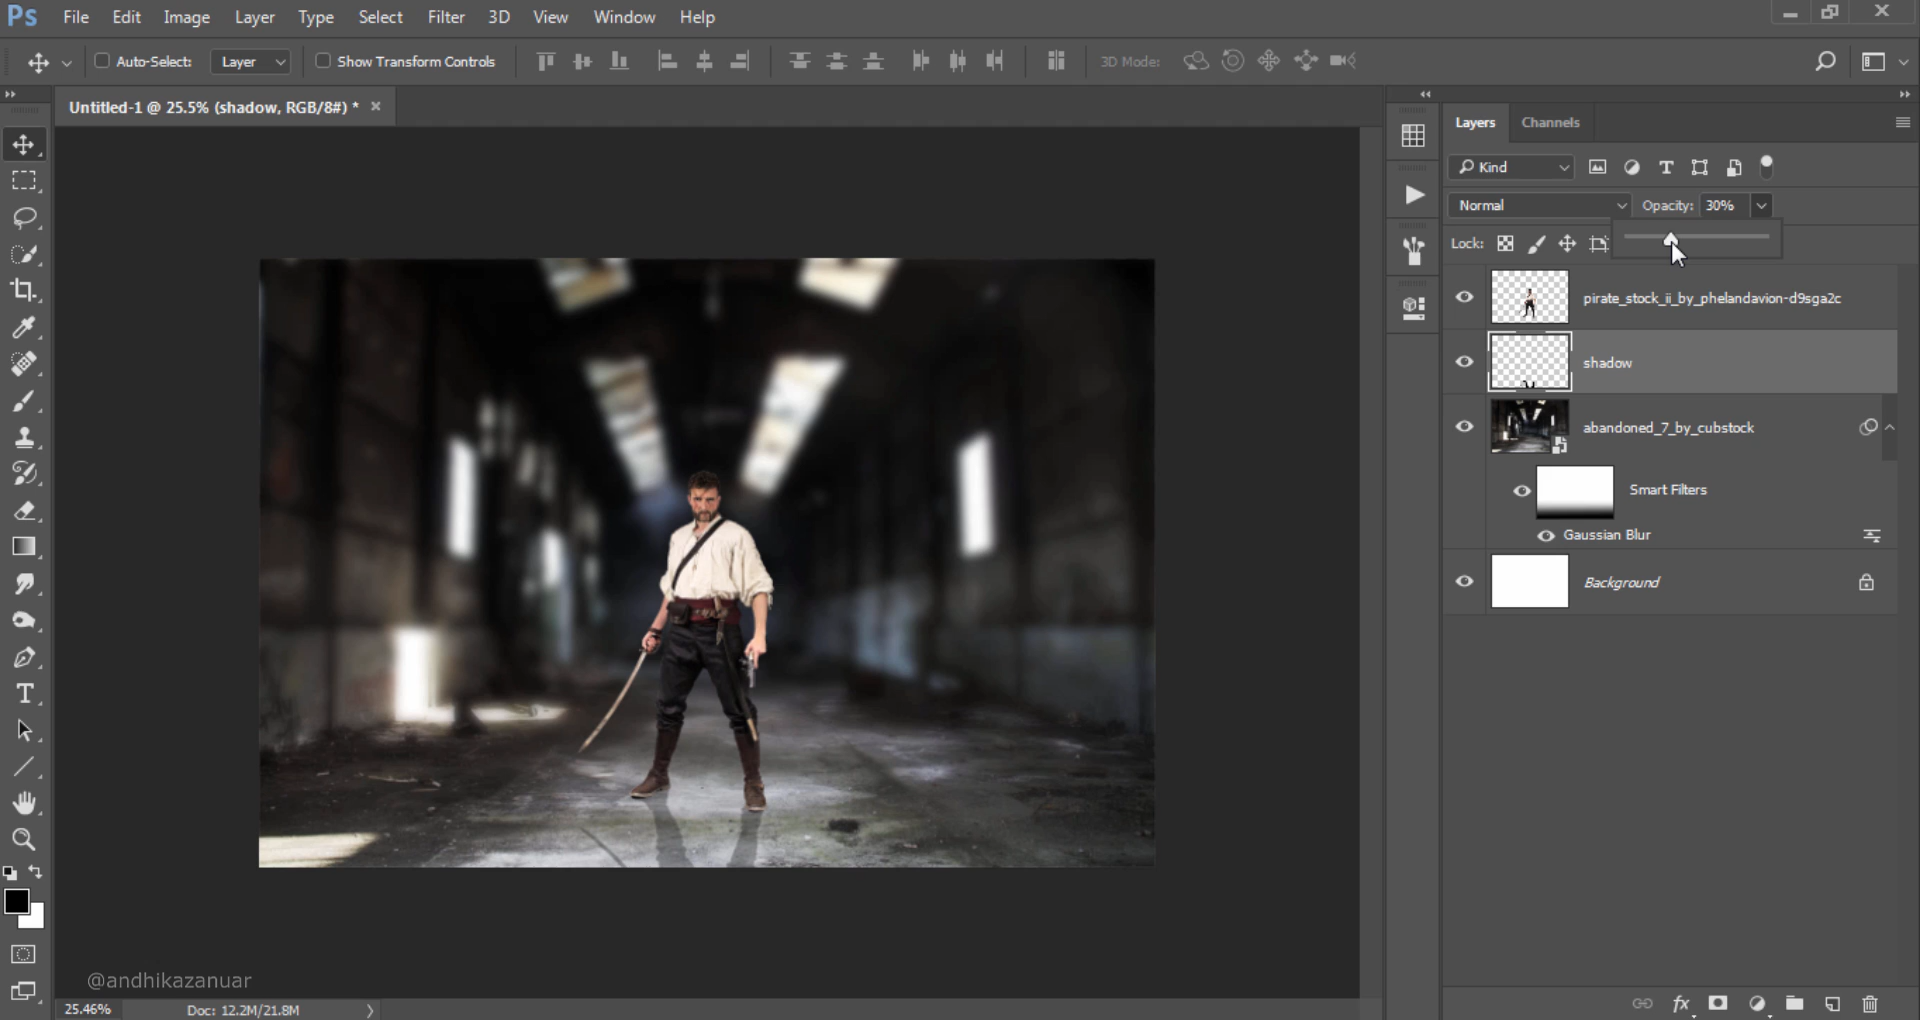 Ps File Edit Image Layer Type Select Filter 3D View Window Help
Auto-Select: Layer Show Transform Controls 3D Mode:
Untitled-1 @ 25.5% (shadow, RGB/8#) *
Layers Channels
Kind
Normal Opacity: 30%
Lock:
pirate_stock_ii_by_phelandavion-d9sga2c
shadow
abandoned_7_by_cubstock
Smart Filters
Gaussian Blur
Background
@andhikazanuar
25.46% Doc: 12.2M/21.8M
fx